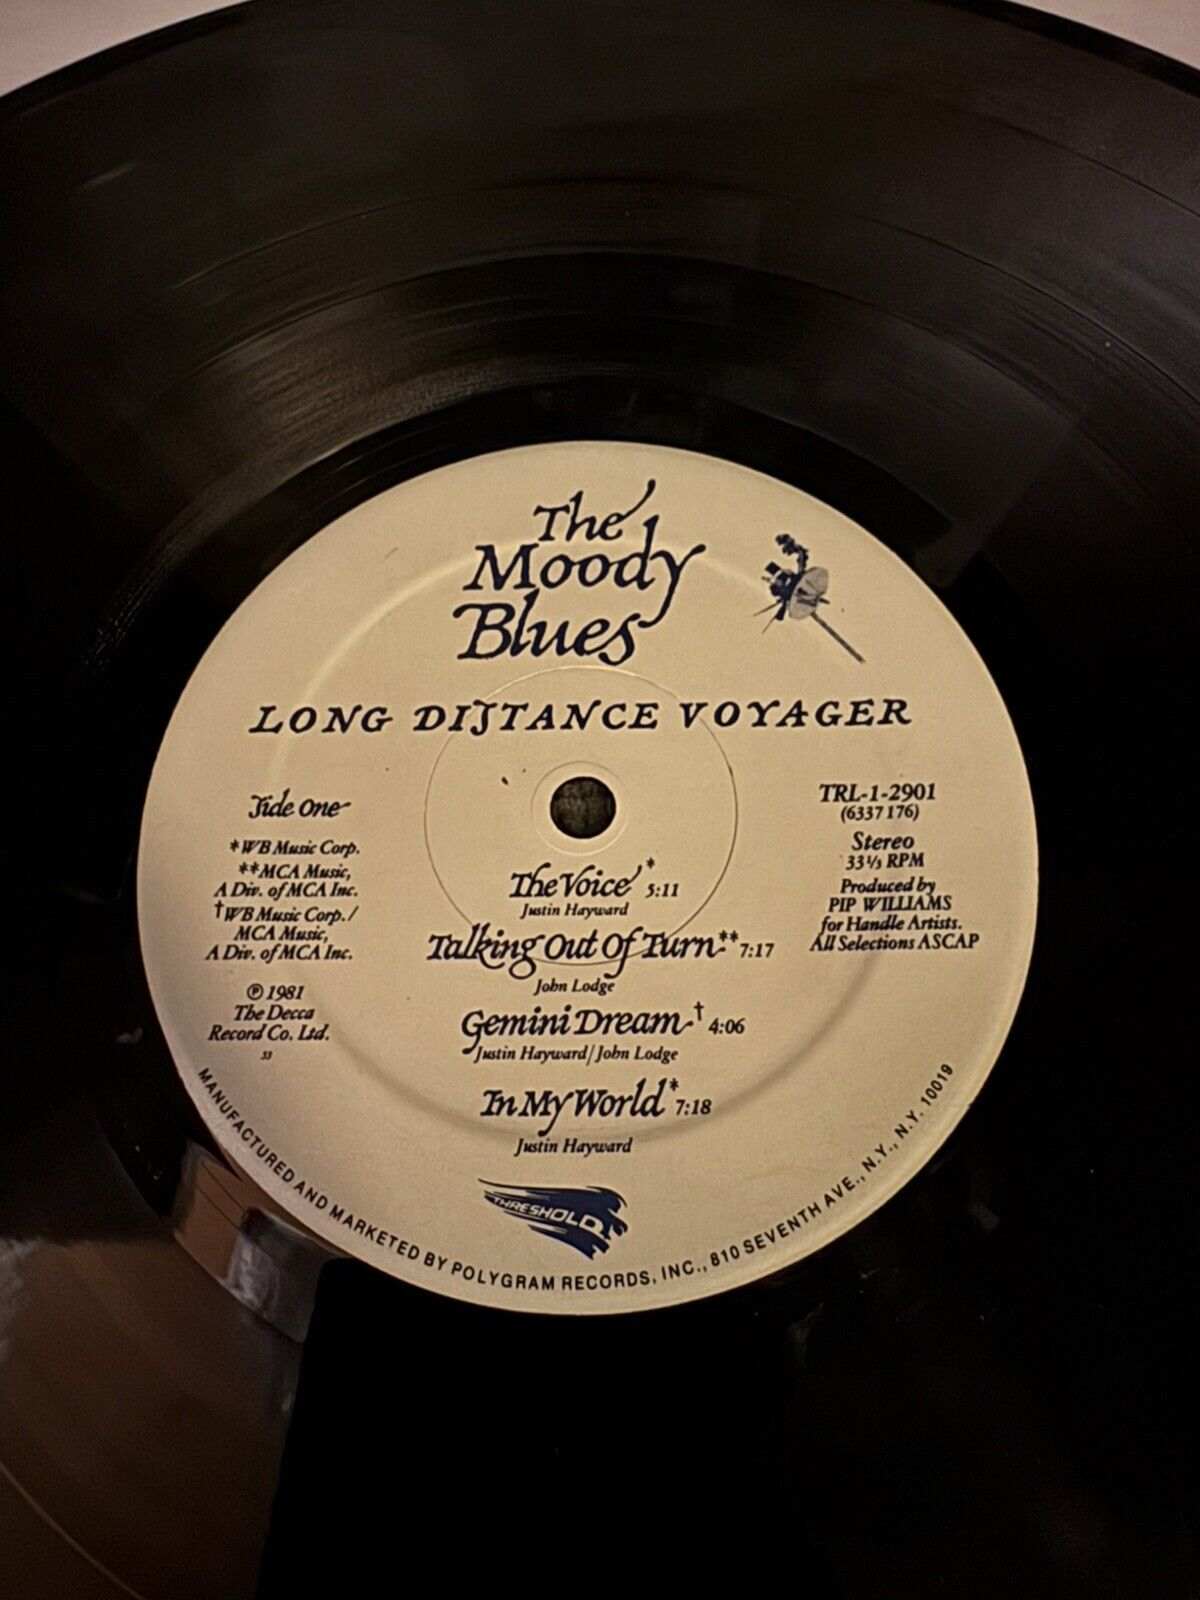 The
Moody
Blues
LONG DISTANCE VOYAGER
Side One
*WB Music Corp.
**MCA Music,
A Div. of MCA Inc.
†WB Music Corp./
MCA Music,
A Div. of MCA Inc.
℗ 1981
The Decca
Record Co. Ltd.
53
TRL-1-2901
(6337 176)
Stereo
33⅓ RPM
Produced by
PIP WILLIAMS
for Handle Artists.
All Selections ASCAP
The Voice* 5:11
Justin Hayward
Talking Out Of Turn** 7:17
John Lodge
Gemini Dream† 4:06
Justin Hayward/John Lodge
In My World* 7:18
Justin Hayward
THRESHOLD
MANUFACTURED AND MARKETED BY POLYGRAM RECORDS, INC., 810 SEVENTH AVE., N.Y., N.Y. 10019